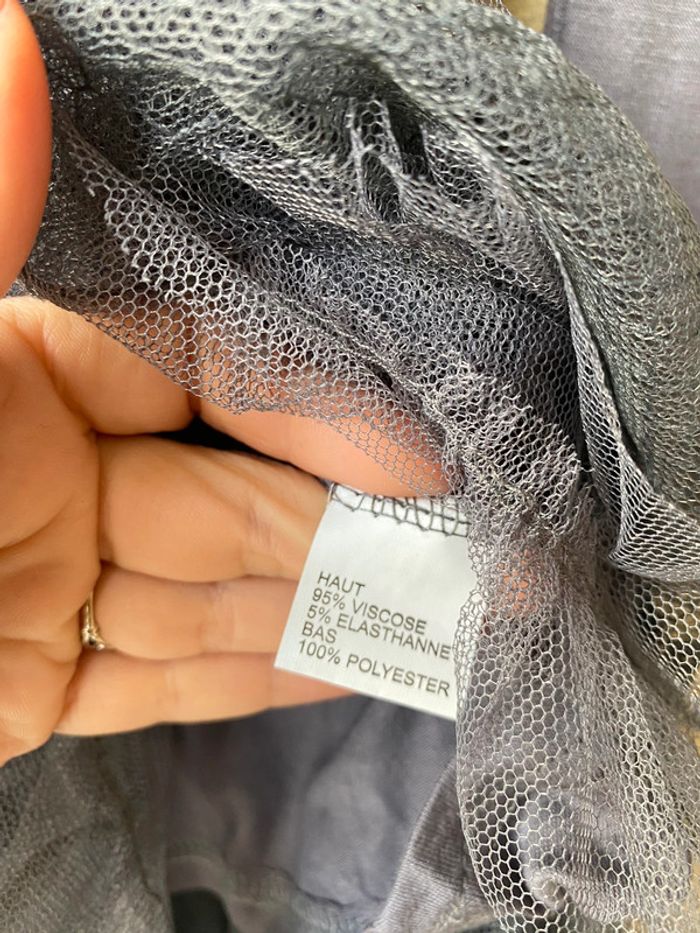 HAUT
95% VISCOSE
5% ELASTHANNE
BAS
100% POLYESTER